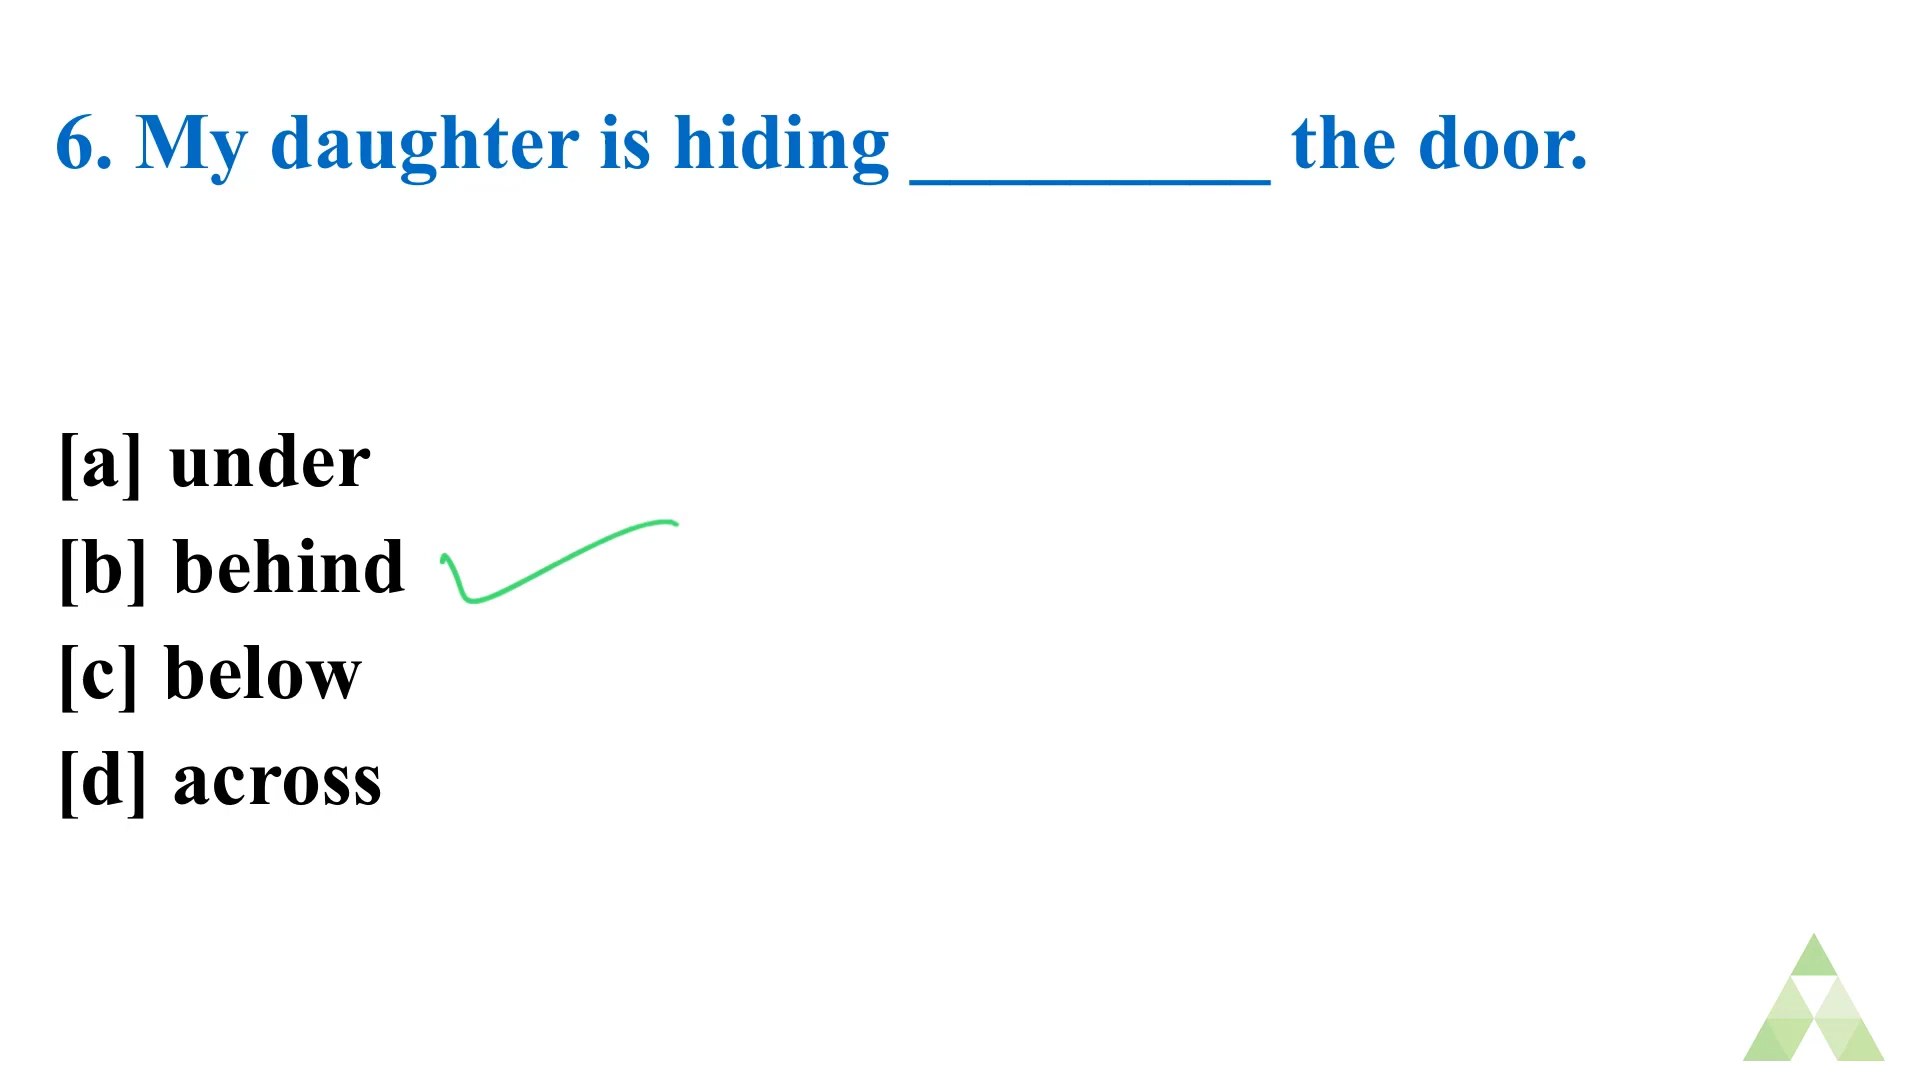 6. My daughter is hiding _________ the door.
[a] under
[b] behind
[c] below
[d] across